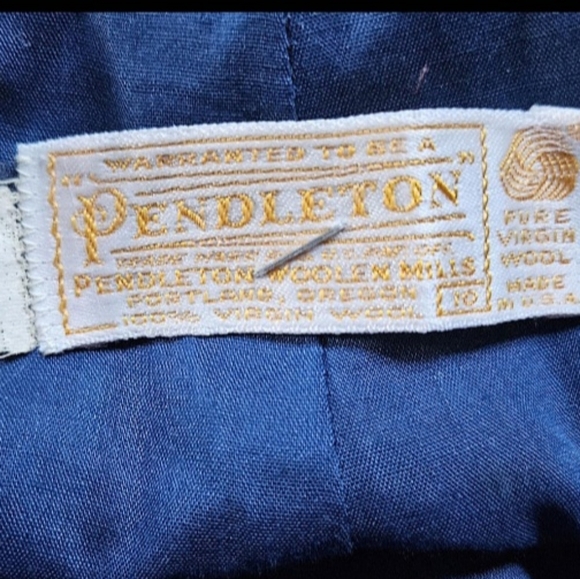 "WARRANTED TO BE A"
PENDLETON
PENDLETON WOOLEN MILLS
PORTLAND, OREGON
100% VIRGIN WOOL
10
PURE
VIRGIN
WOOL
MADE
IN U.S.A.